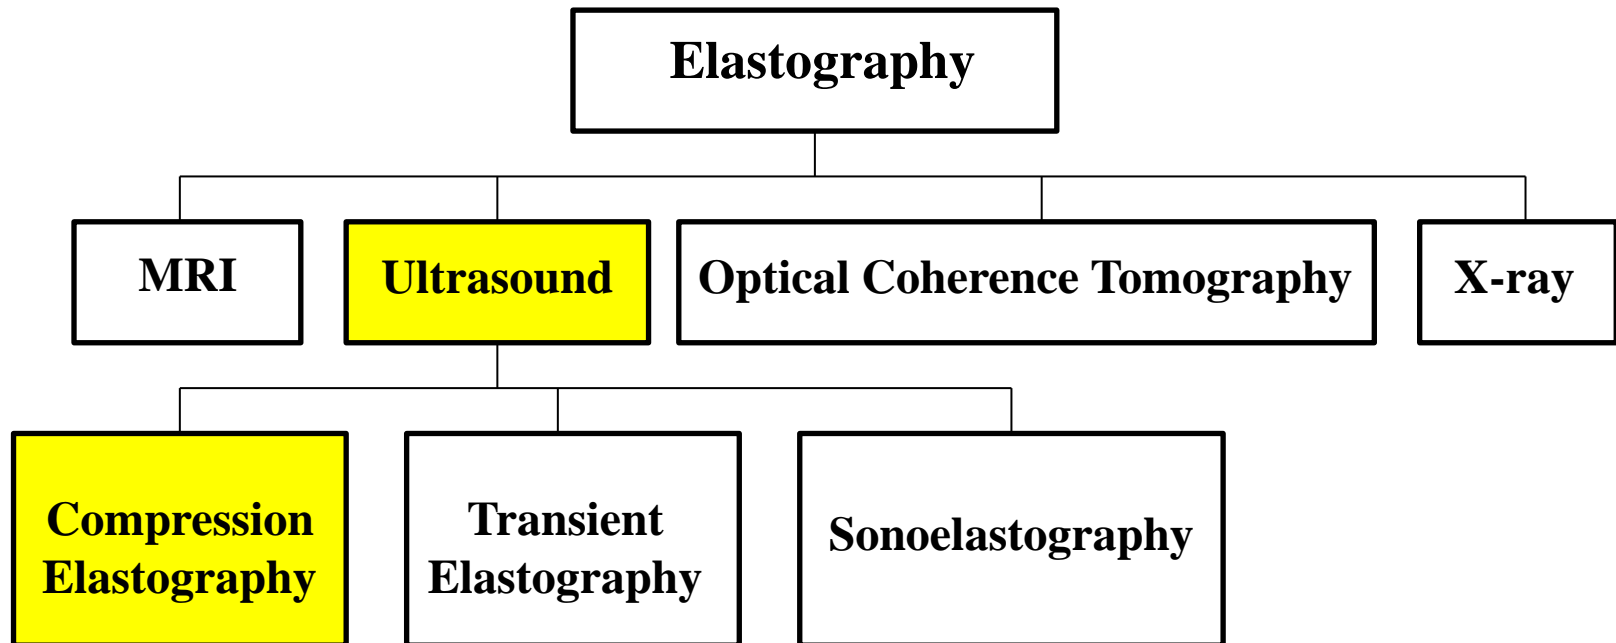 Elastography
MRI
Ultrasound
Optical Coherence Tomography
X-ray
Compression
Elastography
Transient
Elastography
Sonoelastography